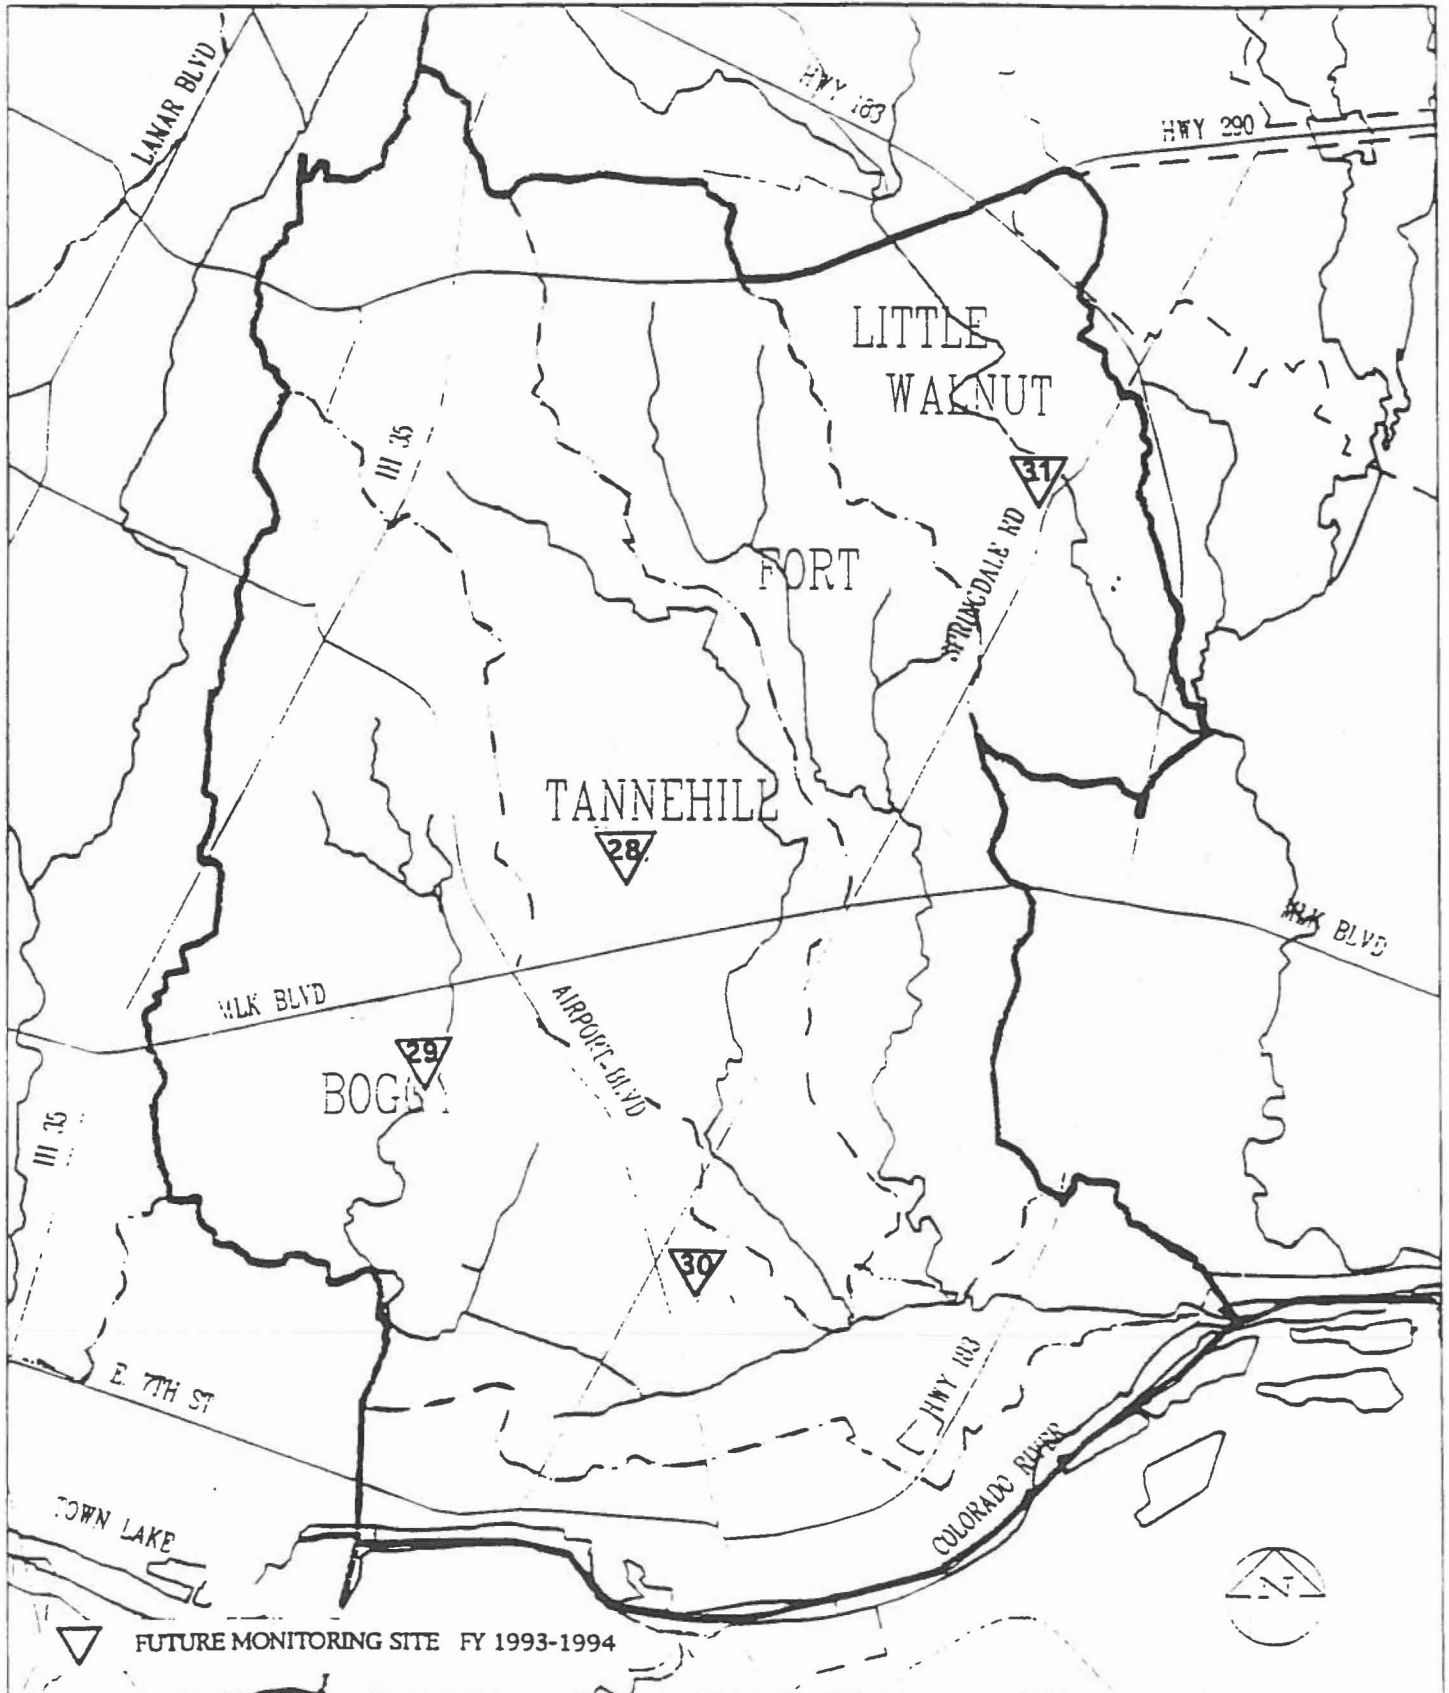 LAMAR BLVD
HWY 183
HWY 290
LITTLE
WALNUT
IH 35
31
SPRINGDALE RD
FORT
TANNEHILL
28
MLK BLVD
MLK BLVD
AIRPORT BLVD
29
BOGGY
IH 35
30
HWY 183
E. 7TH ST
COLORADO RIVER
TOWN LAKE
N
FUTURE MONITORING SITE FY 1993-1994